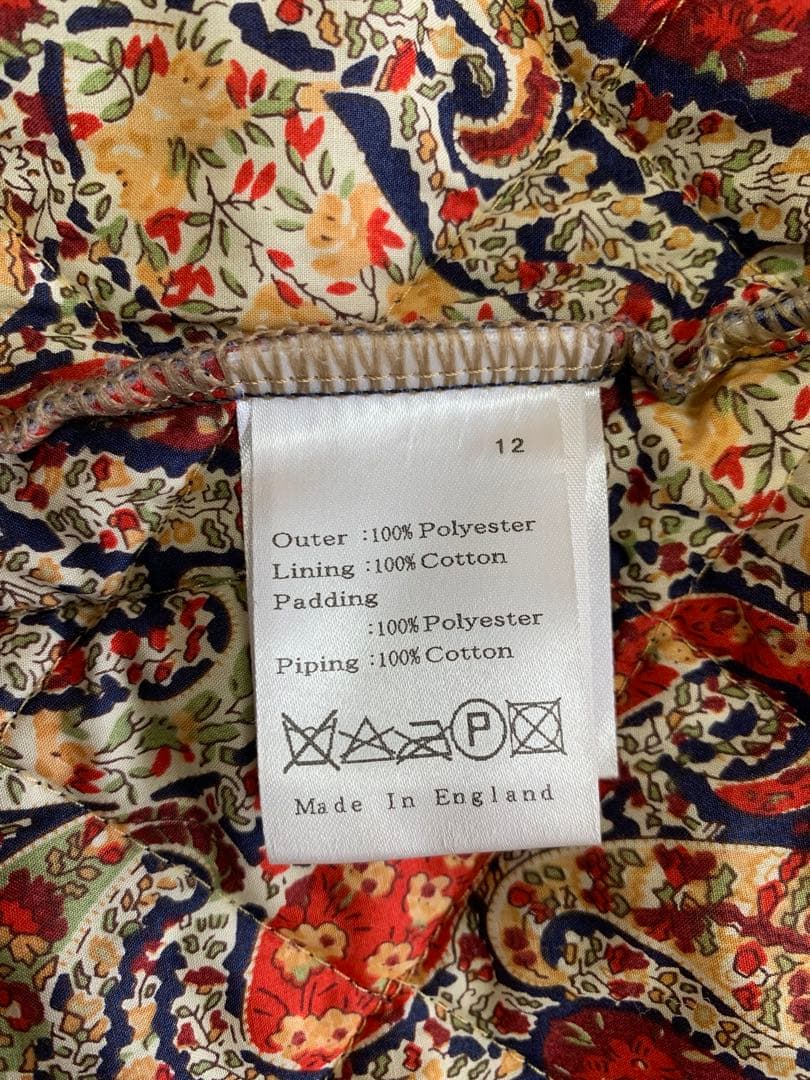 12
Outer :100% Polyester
Lining :100% Cotton
Padding
:100% Polyester
Piping :100% Cotton
P
Made In England